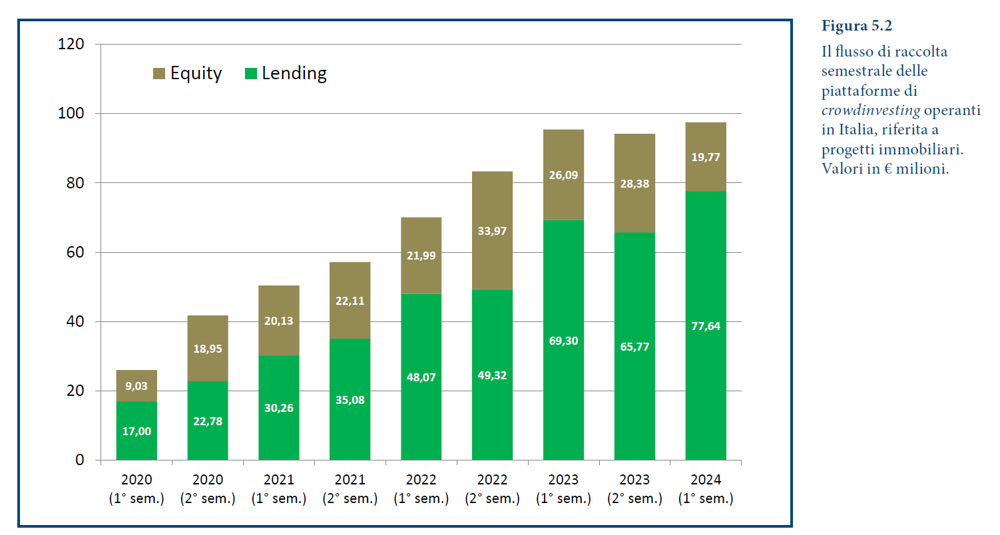 120
100
80
60
40
20
0
Equity Lending
9,03
17,00
18,95
22,78
20,13
30,26
22,11
35,08
21,99
48,07
33,97
49,32
26,09
69,30
28,38
65,77
19,77
77,64
2020 2020 2021 2021 2022 2022 2023 2023 2024
(1° sem.) (2° sem.) (1° sem.) (2° sem.) (1° sem.) (2° sem.) (1° sem.) (2° sem.) (1° sem.)
Figura 5.2
Il flusso di raccolta
semestrale delle
piattaforme di
crowdinvesting operanti
in Italia, riferita a
progetti immobiliari.
Valori in € milioni.